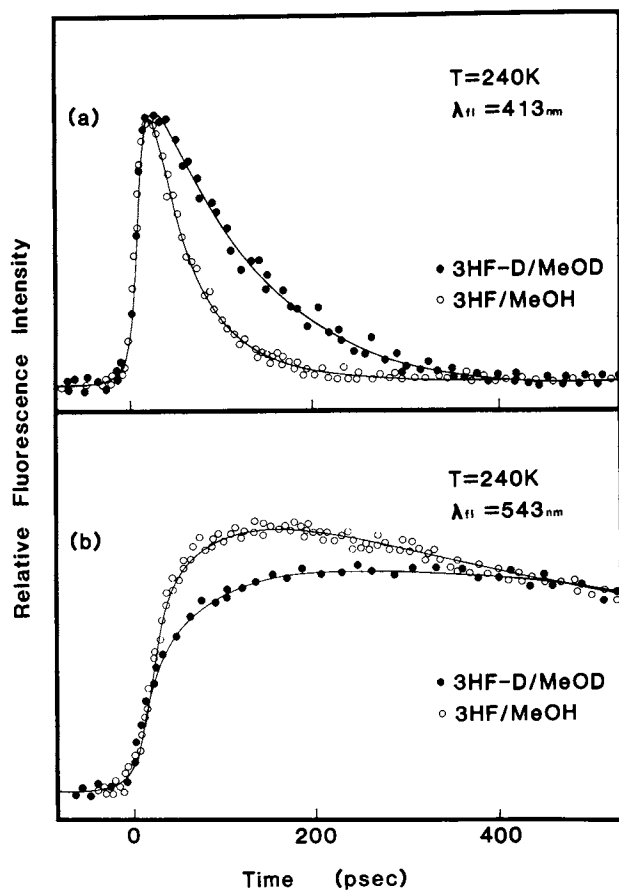 (a)
T=240K
λfl =413nm
● 3HF-D/MeOD
○ 3HF/MeOH
Relative Fluorescence Intensity
(b)
T=240K
λfl =543nm
● 3HF-D/MeOD
○ 3HF/MeOH
0 200 400
Time (psec)